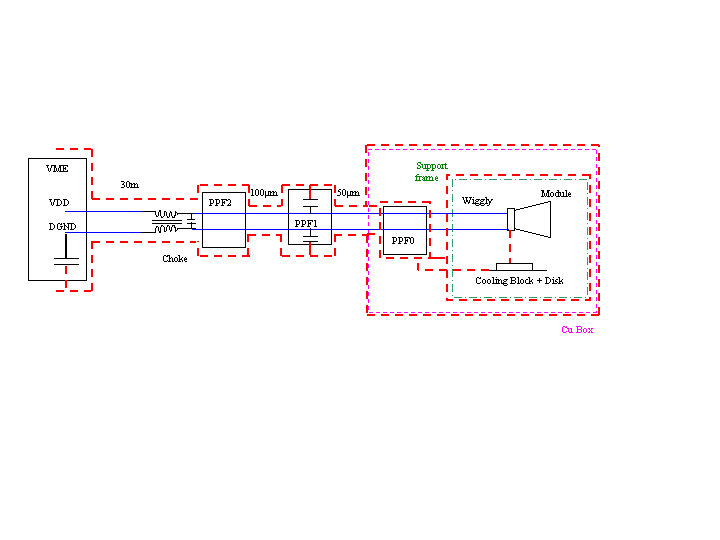 Support
frame
VME
30m
VDD
PPF2
100µm
50µm
Wiggly
Module
DGND
PPF1
PPF0
Choke
Cooling Block + Disk
Cu Box